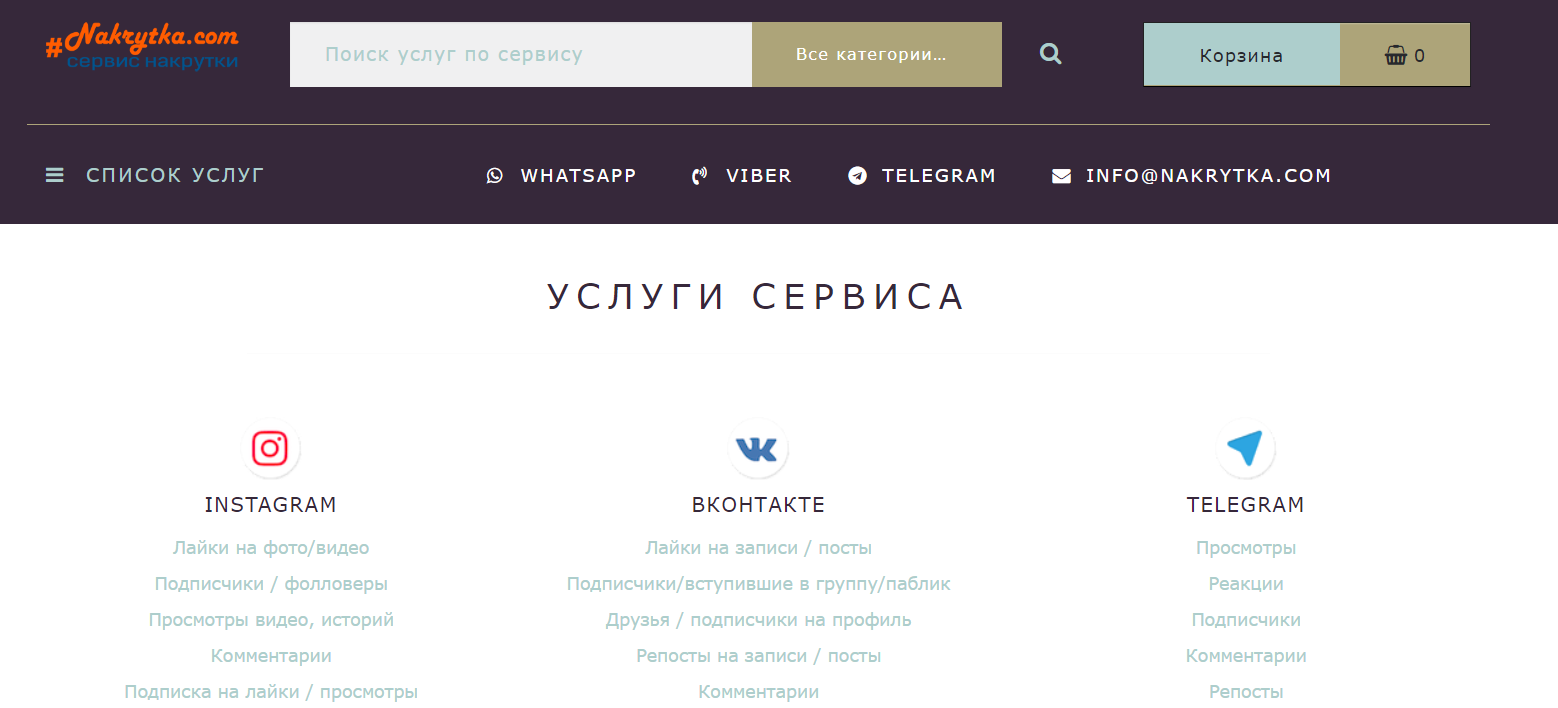 #Nakrytka.com
сервис накрутки
Поиск услуг по сервису
Все категории...
Корзина
0
СПИСОК УСЛУГ
WHATSAPP
VIBER
TELEGRAM
INFO@NAKRYTKA.COM
УСЛУГИ СЕРВИСА
INSTAGRAM
Лайки на фото/видео
Подписчики / фолловеры
Просмотры видео, историй
Комментарии
Подписка на лайки / просмотры
ВКОНТАКТЕ
Лайки на записи / посты
Подписчики/вступившие в группу/паблик
Друзья / подписчики на профиль
Репосты на записи / посты
Комментарии
TELEGRAM
Просмотры
Реакции
Подписчики
Комментарии
Репосты